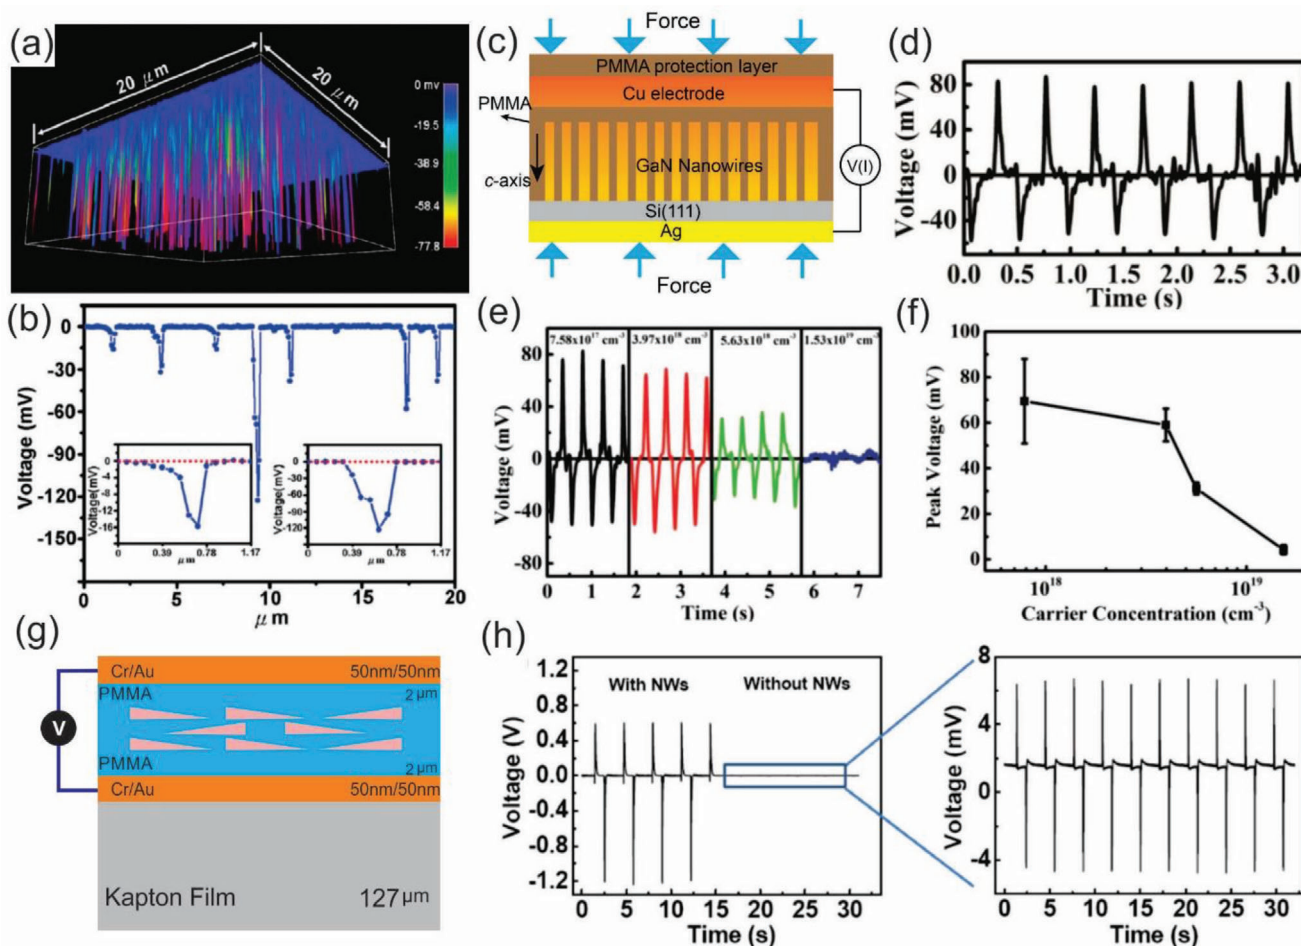 (a)
20 μm
20 μm
0 mv
-19.5
-38.9
-58.4
-77.8
(b)
Voltage (mV)
0
-30
-60
-90
-120
-150
0 5 10 15 20
μm
Voltage(mV)
0
-4
-8
-12
-16
0 0.39 0.78 1.17
μm
Voltage(mV)
0
-30
-60
-90
-120
0 0.39 0.78 1.17
μm
(c)
Force
PMMA protection layer
Cu electrode
PMMA
GaN Nanowires
c-axis
Si(111)
Ag
V(I)
Force
(d)
Voltage (mV)
80
40
0
-40
0.0 0.5 1.0 1.5 2.0 2.5 3.0
Time (s)
(e)
7.58x10¹⁷ cm⁻³ 3.97x10¹⁸ cm⁻³ 5.63x10¹⁸ cm⁻³ 1.53x10¹⁹ cm⁻³
Voltage (mV)
80
40
0
-40
-80
0 1 2 3 4 5 6 7
Time (s)
(f)
Peak Voltage (mV)
100
80
60
40
20
0
10¹⁸ 10¹⁹
Carrier Concentration (cm⁻³)
(g)
Cr/Au 50nm/50nm
PMMA 2μm
V
PMMA 2μm
Cr/Au 50nm/50nm
Kapton Film 127μm
(h)
Voltage (V)
1.2
0.8
0.4
0.0
-0.4
-0.8
-1.2
With NWs Without NWs
0 5 10 15 20 25 30
Time (s)
Voltage (mV)
8
4
0
-4
0 5 10 15 20 25 30
Time (s)